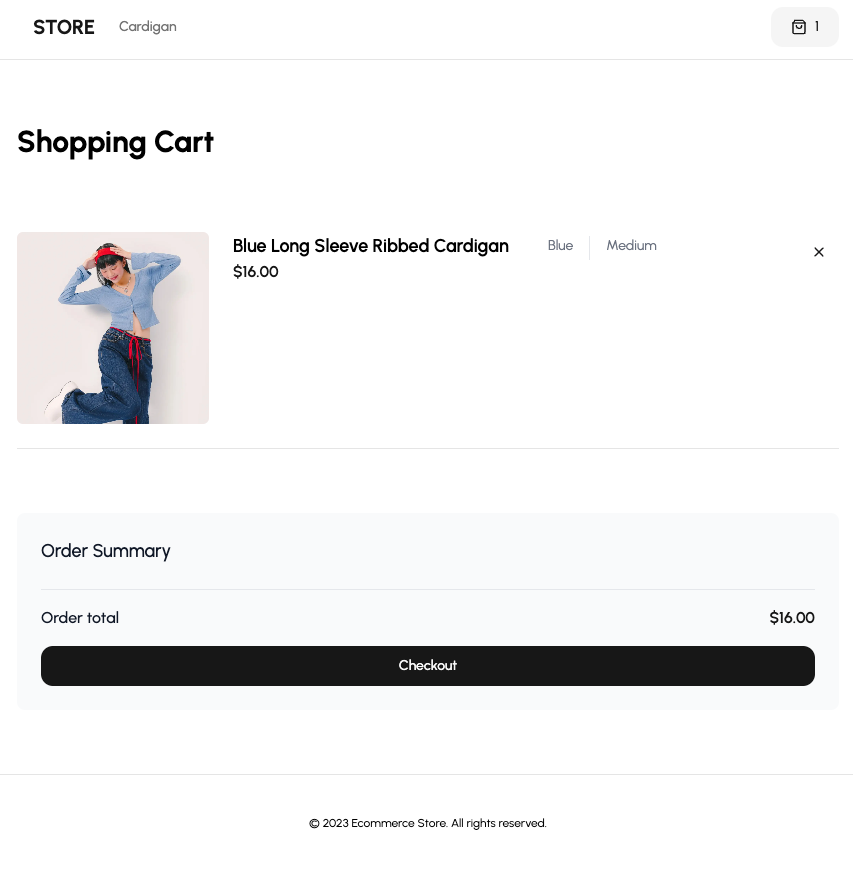 STORE
Cardigan
1
Shopping Cart
Blue Long Sleeve Ribbed Cardigan
Blue
Medium
$16.00
Order Summary
Order total
$16.00
Checkout
© 2023 Ecommerce Store. All rights reserved.